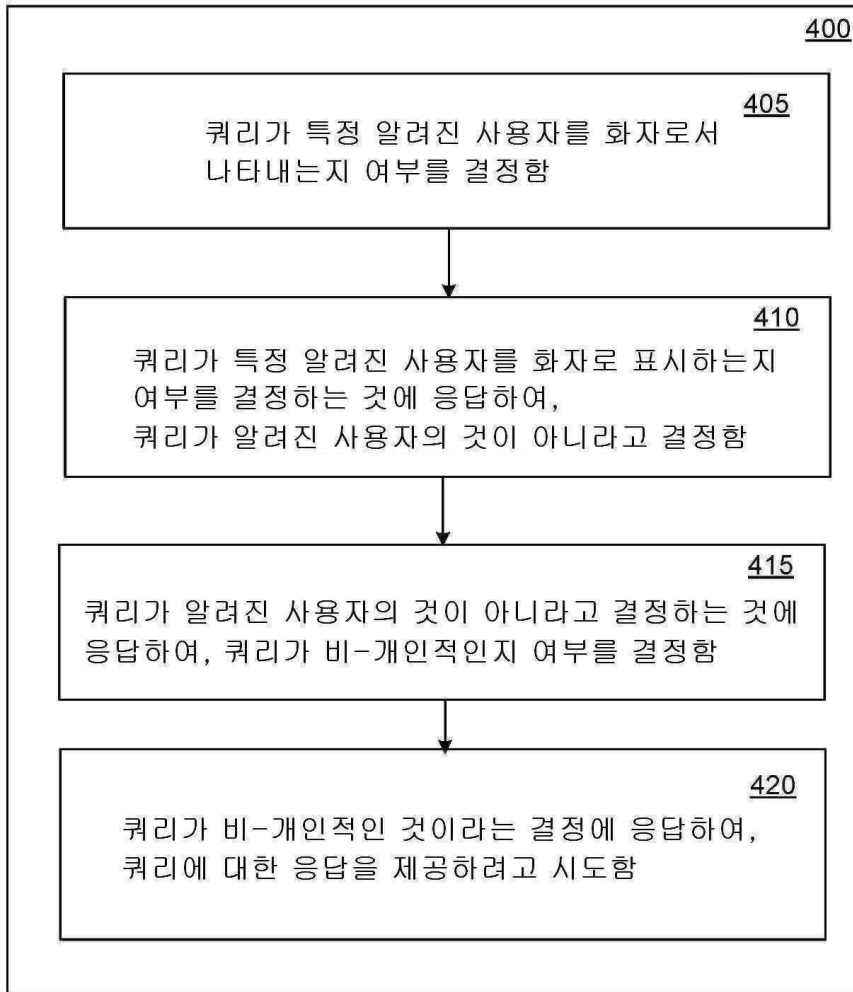 400
405
쿼리가 특정 알려진 사용자를 화자로서
나타내는지 여부를 결정함
410
쿼리가 특정 알려진 사용자를 화자로 표시하는지
여부를 결정하는 것에 응답하여,
쿼리가 알려진 사용자의 것이 아니라고 결정함
415
쿼리가 알려진 사용자의 것이 아니라고 결정하는 것에
응답하여, 쿼리가 비-개인적인지 여부를 결정함
420
쿼리가 비-개인적인 것이라는 결정에 응답하여,
쿼리에 대한 응답을 제공하려고 시도함